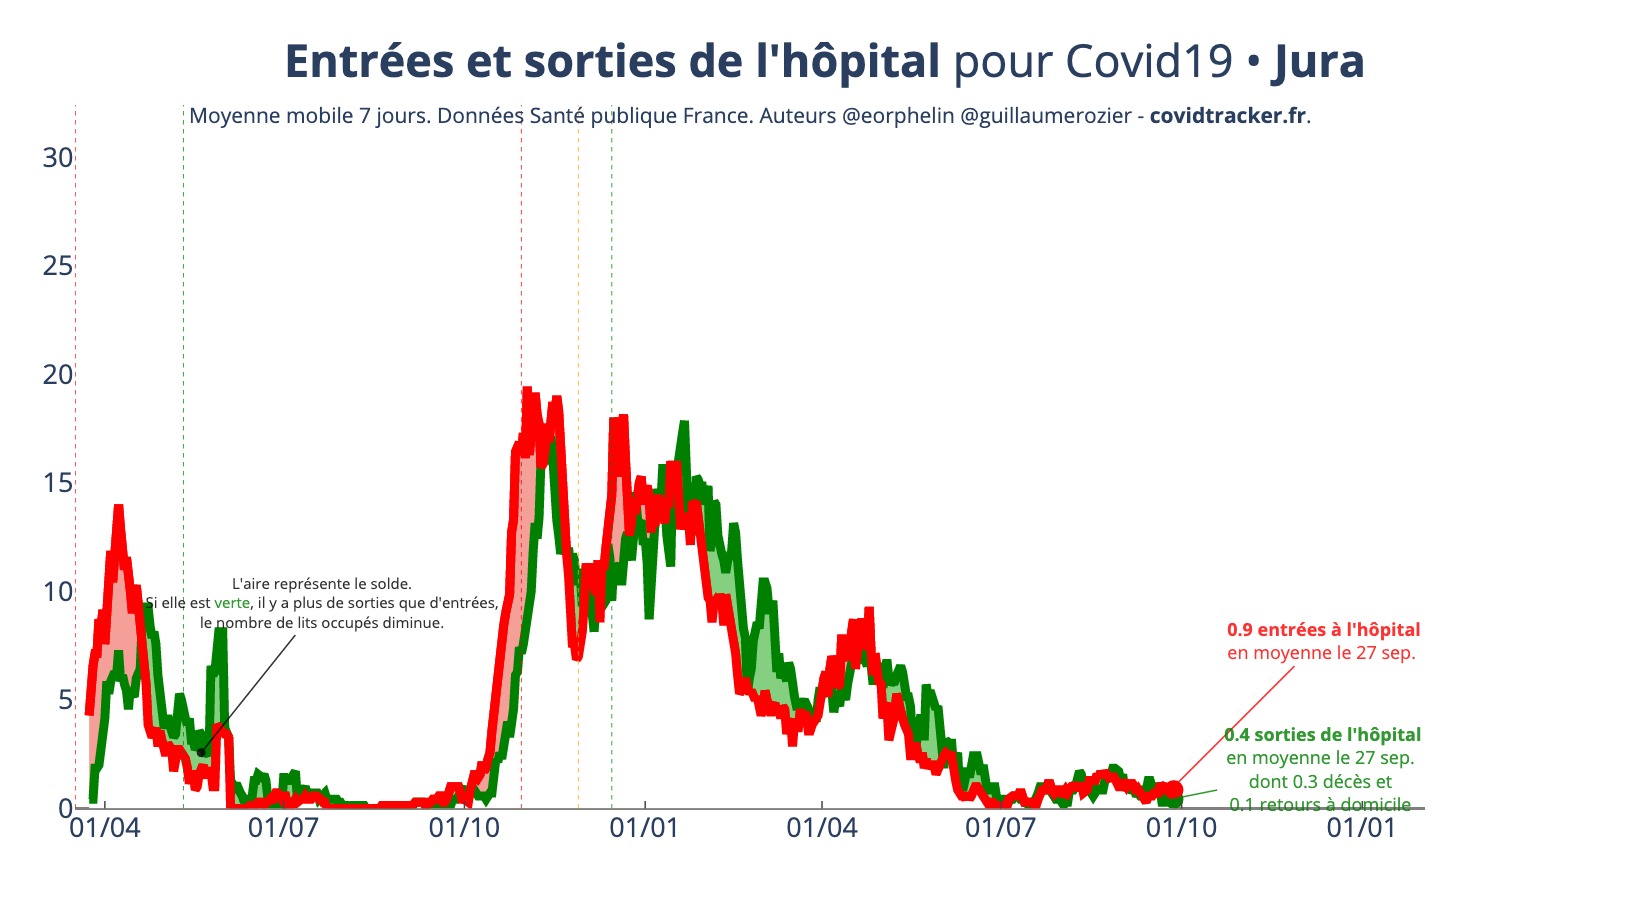 Entrées et sorties de l'hôpital pour Covid19 • Jura
Moyenne mobile 7 jours. Données Santé publique France. Auteurs @eorphelin @guillaumerozier - covidtracker.fr.
30
25
20
15
10
5
0
L'aire représente le solde.
Si elle est verte, il y a plus de sorties que d'entrées,
le nombre de lits occupés diminue.
0.9 entrées à l'hôpital
en moyenne le 27 sep.
0.4 sorties de l'hôpital
en moyenne le 27 sep.
dont 0.3 décès et
0.1 retours à domicile
01/04 01/07 01/10 01/01 01/04 01/07 01/10 01/01